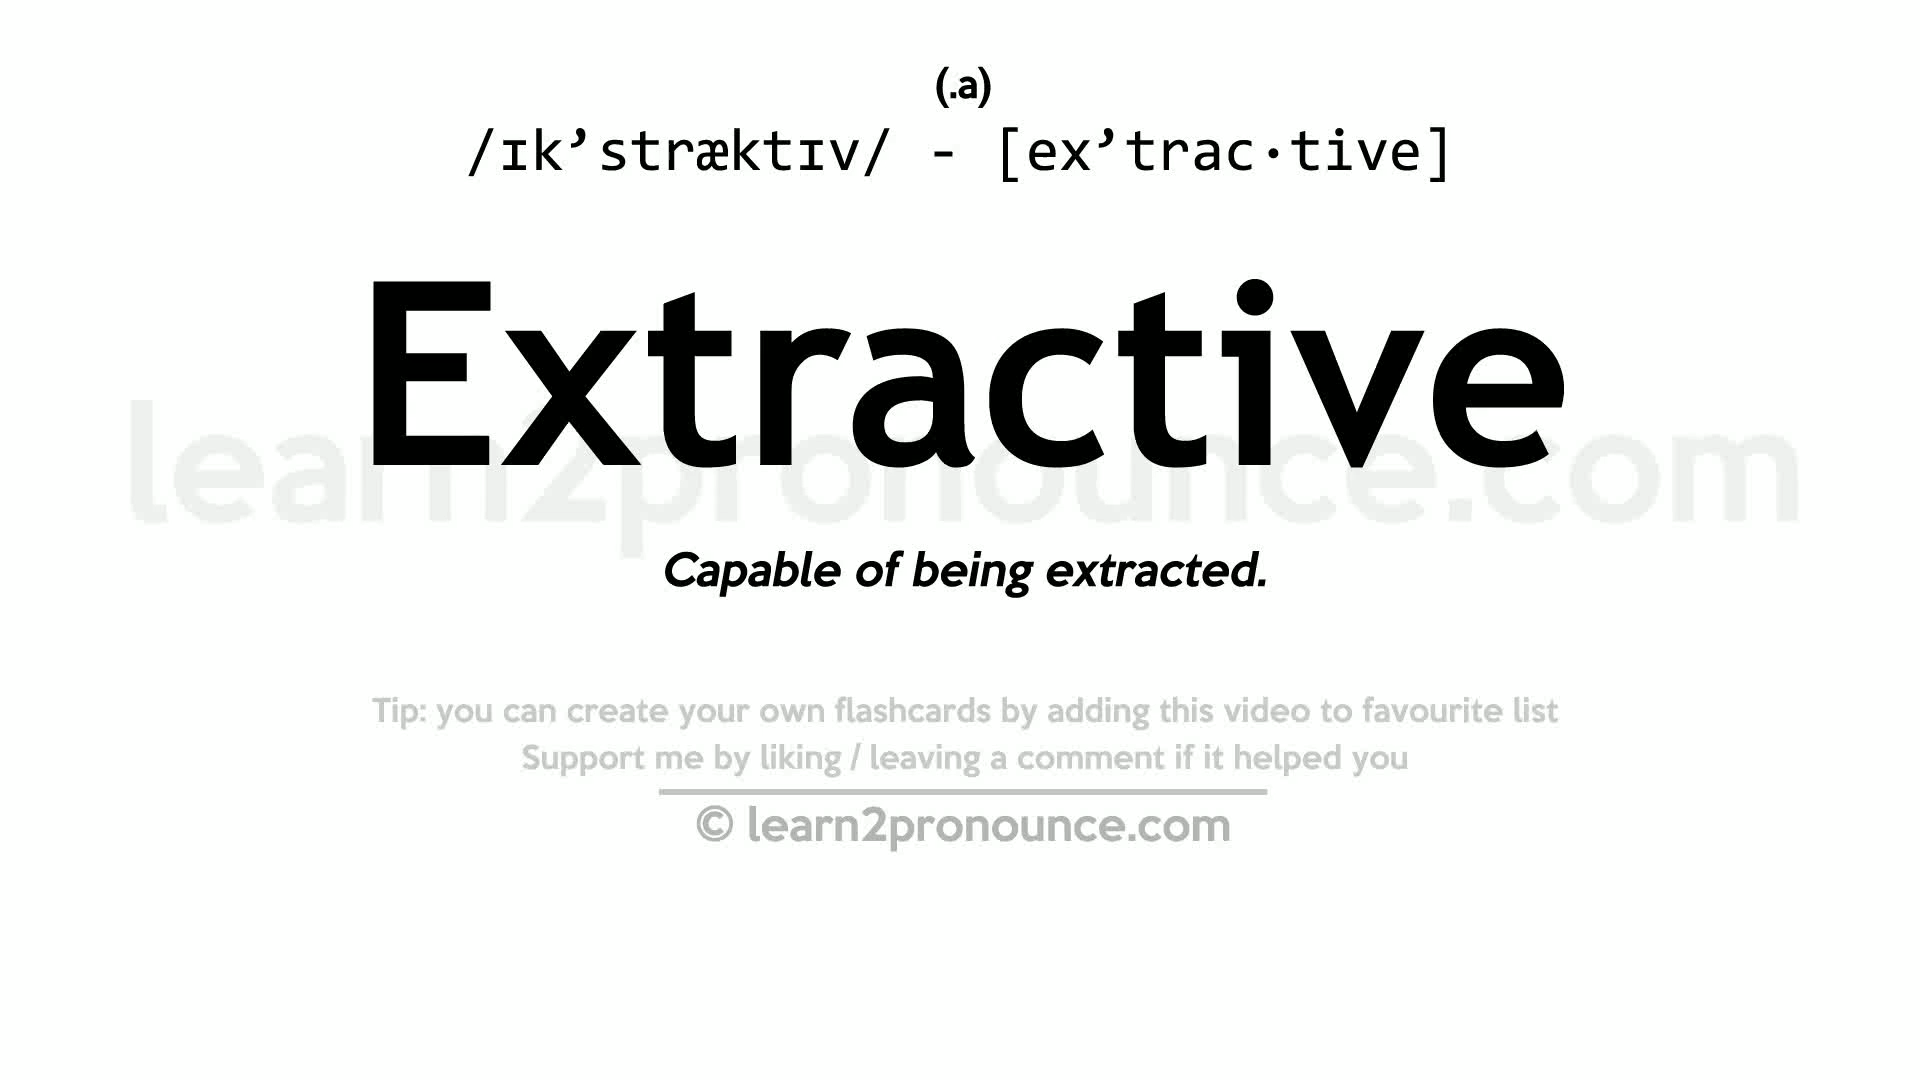 (.a)
/ɪk’stræktɪv/ - [ex’trac·tive]
Extractive
learn2pronounce.com
Capable of being extracted.
Tip: you can create your own flashcards by adding this video to favourite list
Support me by liking / leaving a comment if it helped you
© learn2pronounce.com